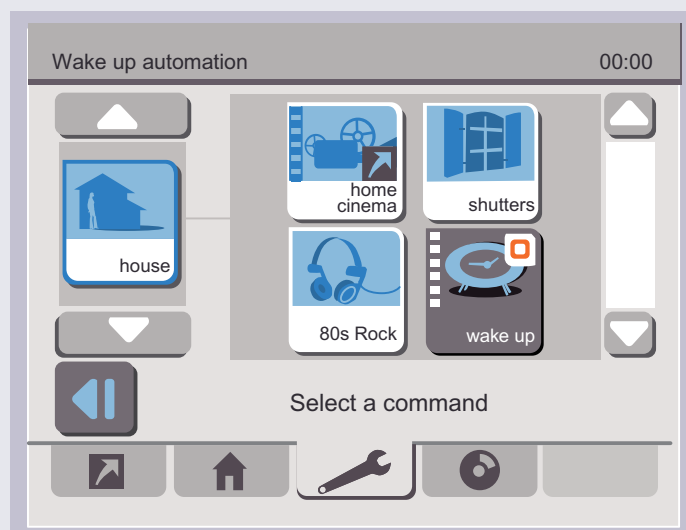 Wake up automation 00:00
home
cinema
shutters
house
80s Rock
wake up
Select a command